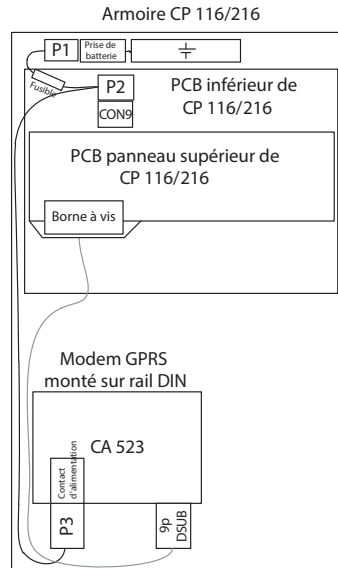 Armoire CP 116/216
P1
Prise de
batterie
Fusible
P2
PCB inférieur de
CP 116/216
CON9
PCB panneau supérieur de
CP 116/216
Borne à vis
Modem GPRS
monté sur rail DIN
CA 523
Contact
d'alimentation
P3
9p
DSUB